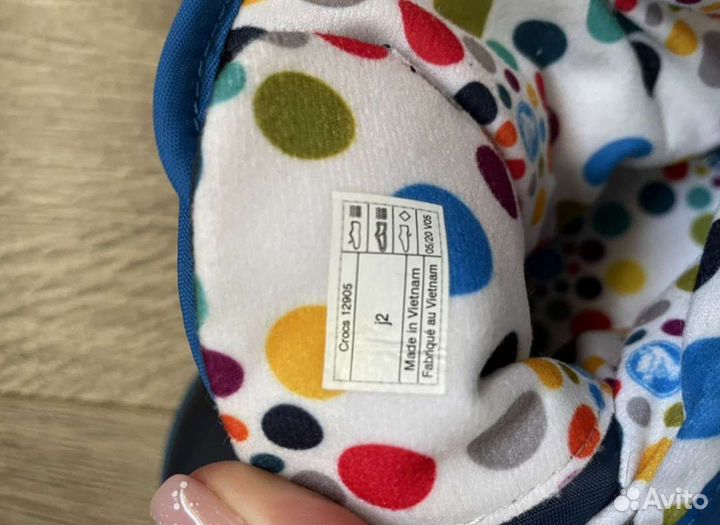 Crocs 12905
j2
Made in Vietnam
Fabriqué au Vietnam
05/20 V05
Avito